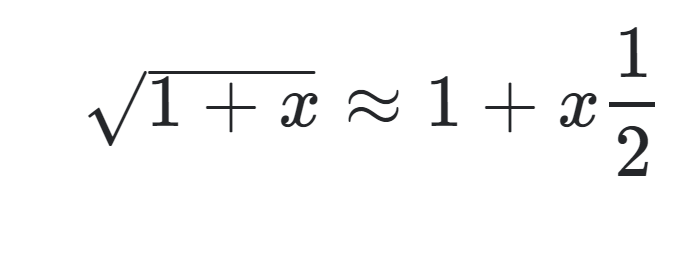 √(1 + x) ≈ 1 + x 1/2